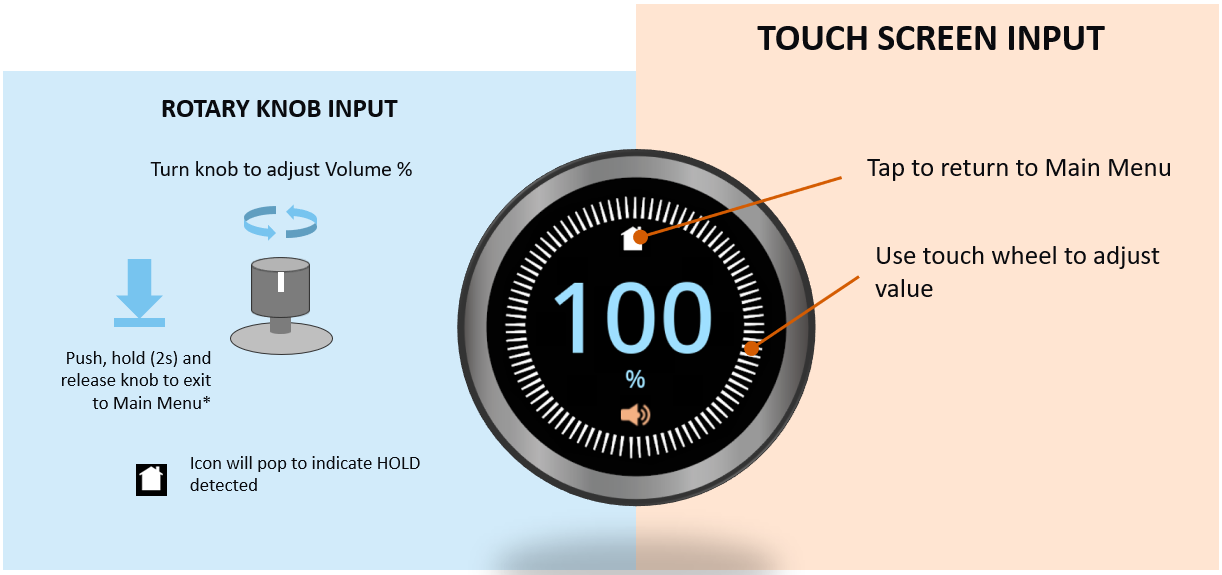 TOUCH SCREEN INPUT
ROTARY KNOB INPUT
Turn knob to adjust Volume %
Tap to return to Main Menu
Use touch wheel to adjust
value
100
%
Push, hold (2s) and
release knob to exit
to Main Menu*
Icon will pop to indicate HOLD
detected